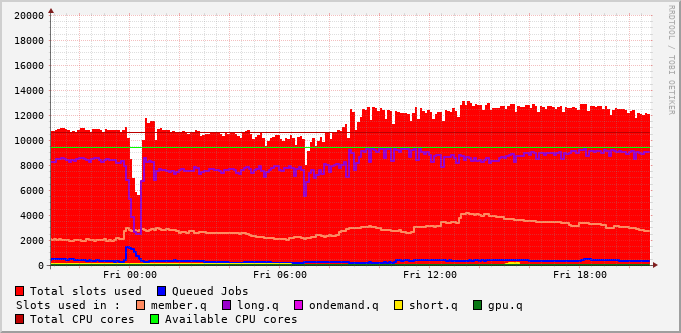 RRDTOOL / TOBI OETIKER
20000
18000
16000
14000
12000
10000
8000
6000
4000
2000
0
Fri 00:00 Fri 06:00 Fri 12:00 Fri 18:00
Total slots used Queued Jobs
Slots used in : member.q long.q ondemand.q short.q gpu.q
Total CPU cores Available CPU cores